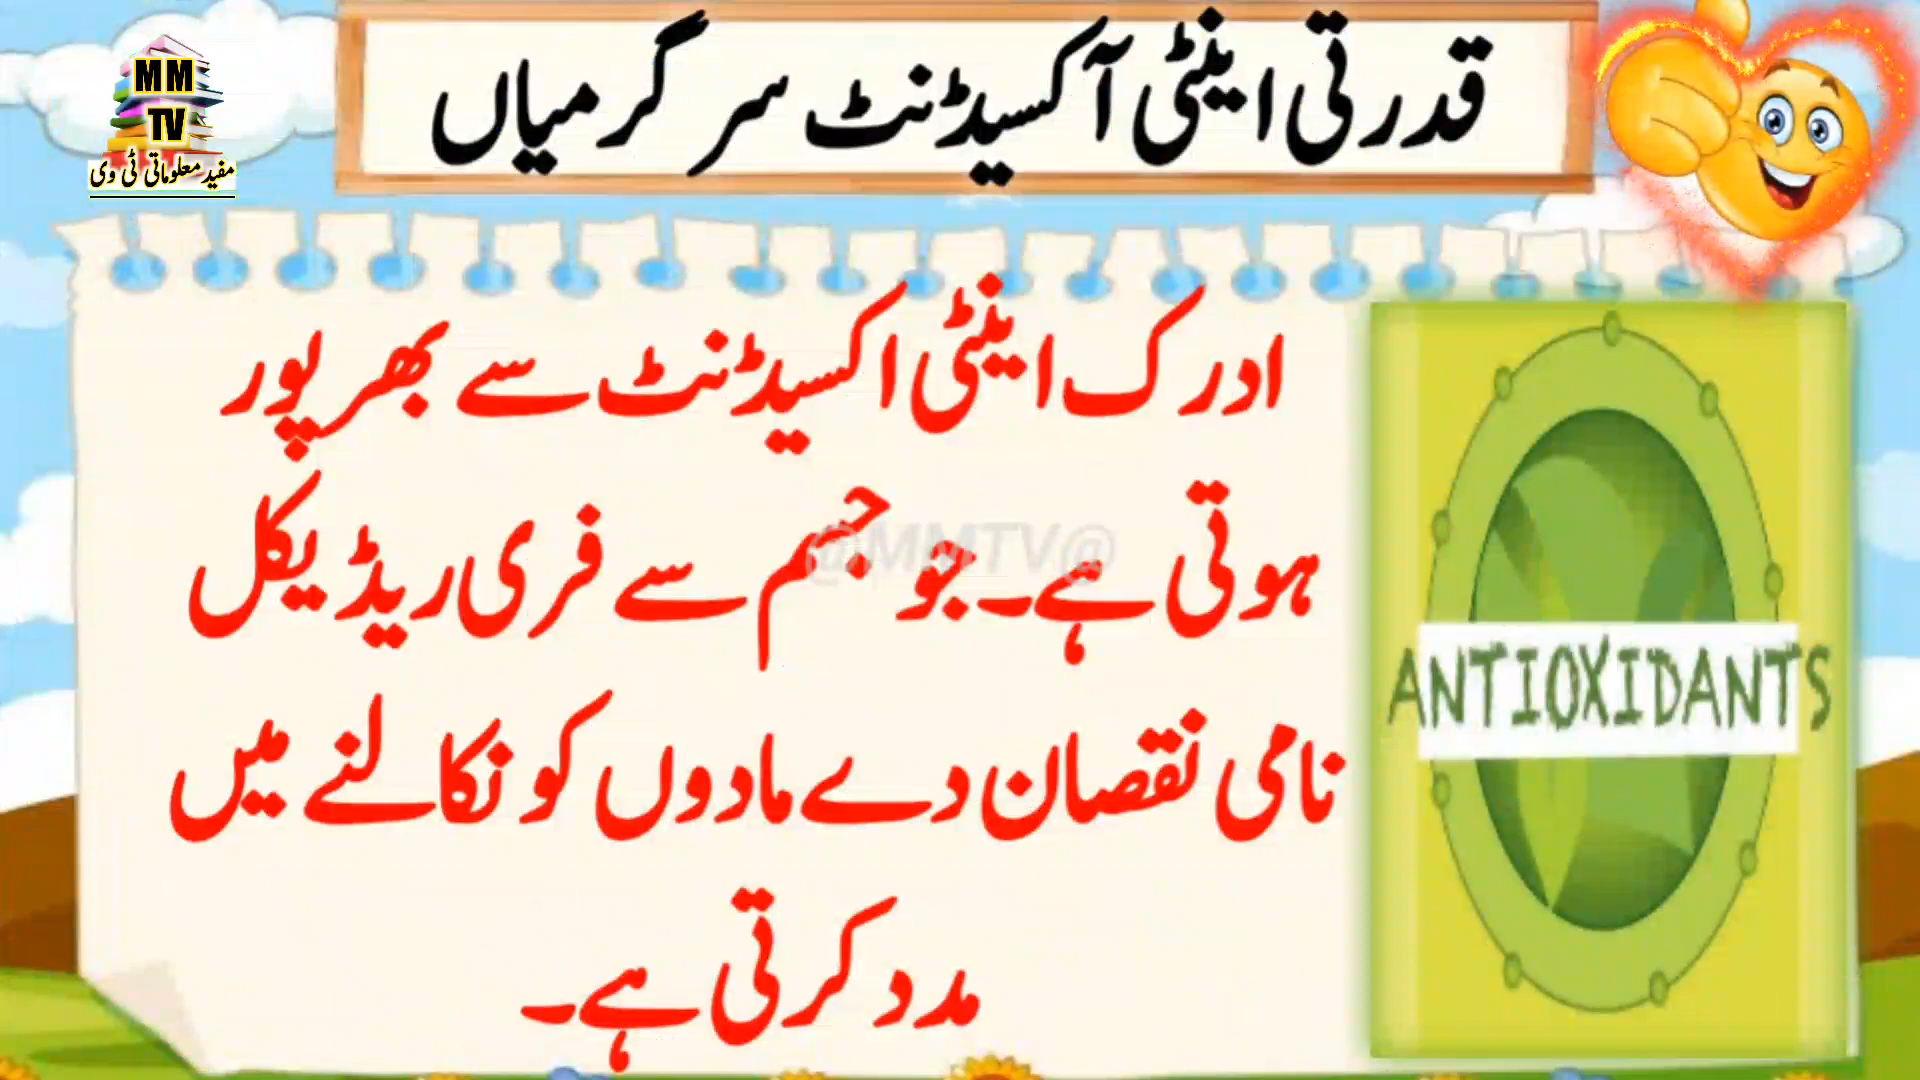 MM
TV
مفید معلوماتی ٹی وی
قدرتی اینٹی آکسیڈنٹ سرگرمیاں
ادرک اینٹی اکسیڈنٹ سے بھرپور
ہوتی ہے۔جو جسم سے فری ریڈیکل
نامی نقصان دے مادوں کو نکالنے میں
مدد کرتی ہے۔
@MMTV@
ANTIOXIDANTS